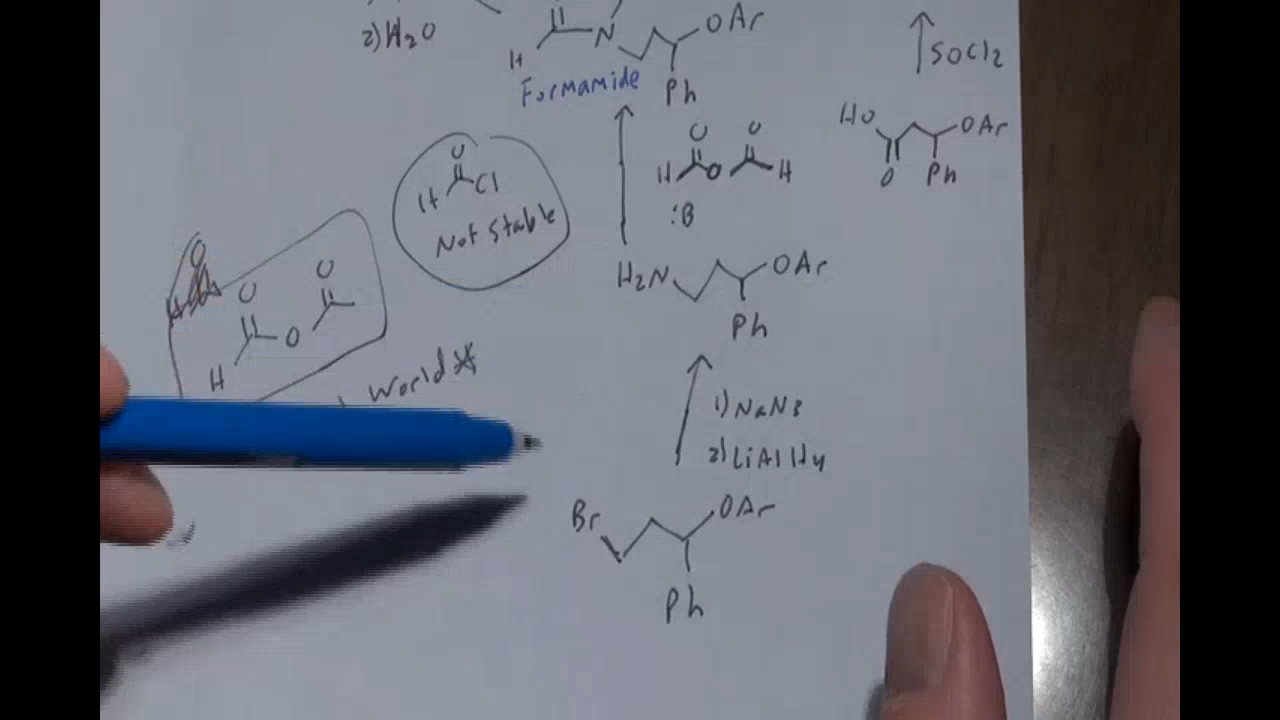 2) H2O
O
H
N
OAr
Ph
Formamide
SOCl2
HO
O
OAr
Ph
O
H
Cl
Not Stable
O
O
H
O
H
:B
H2N
OAr
Ph
O
O
O
H
World*
1) NaN3
2) LiAlH4
Br
OAr
Ph